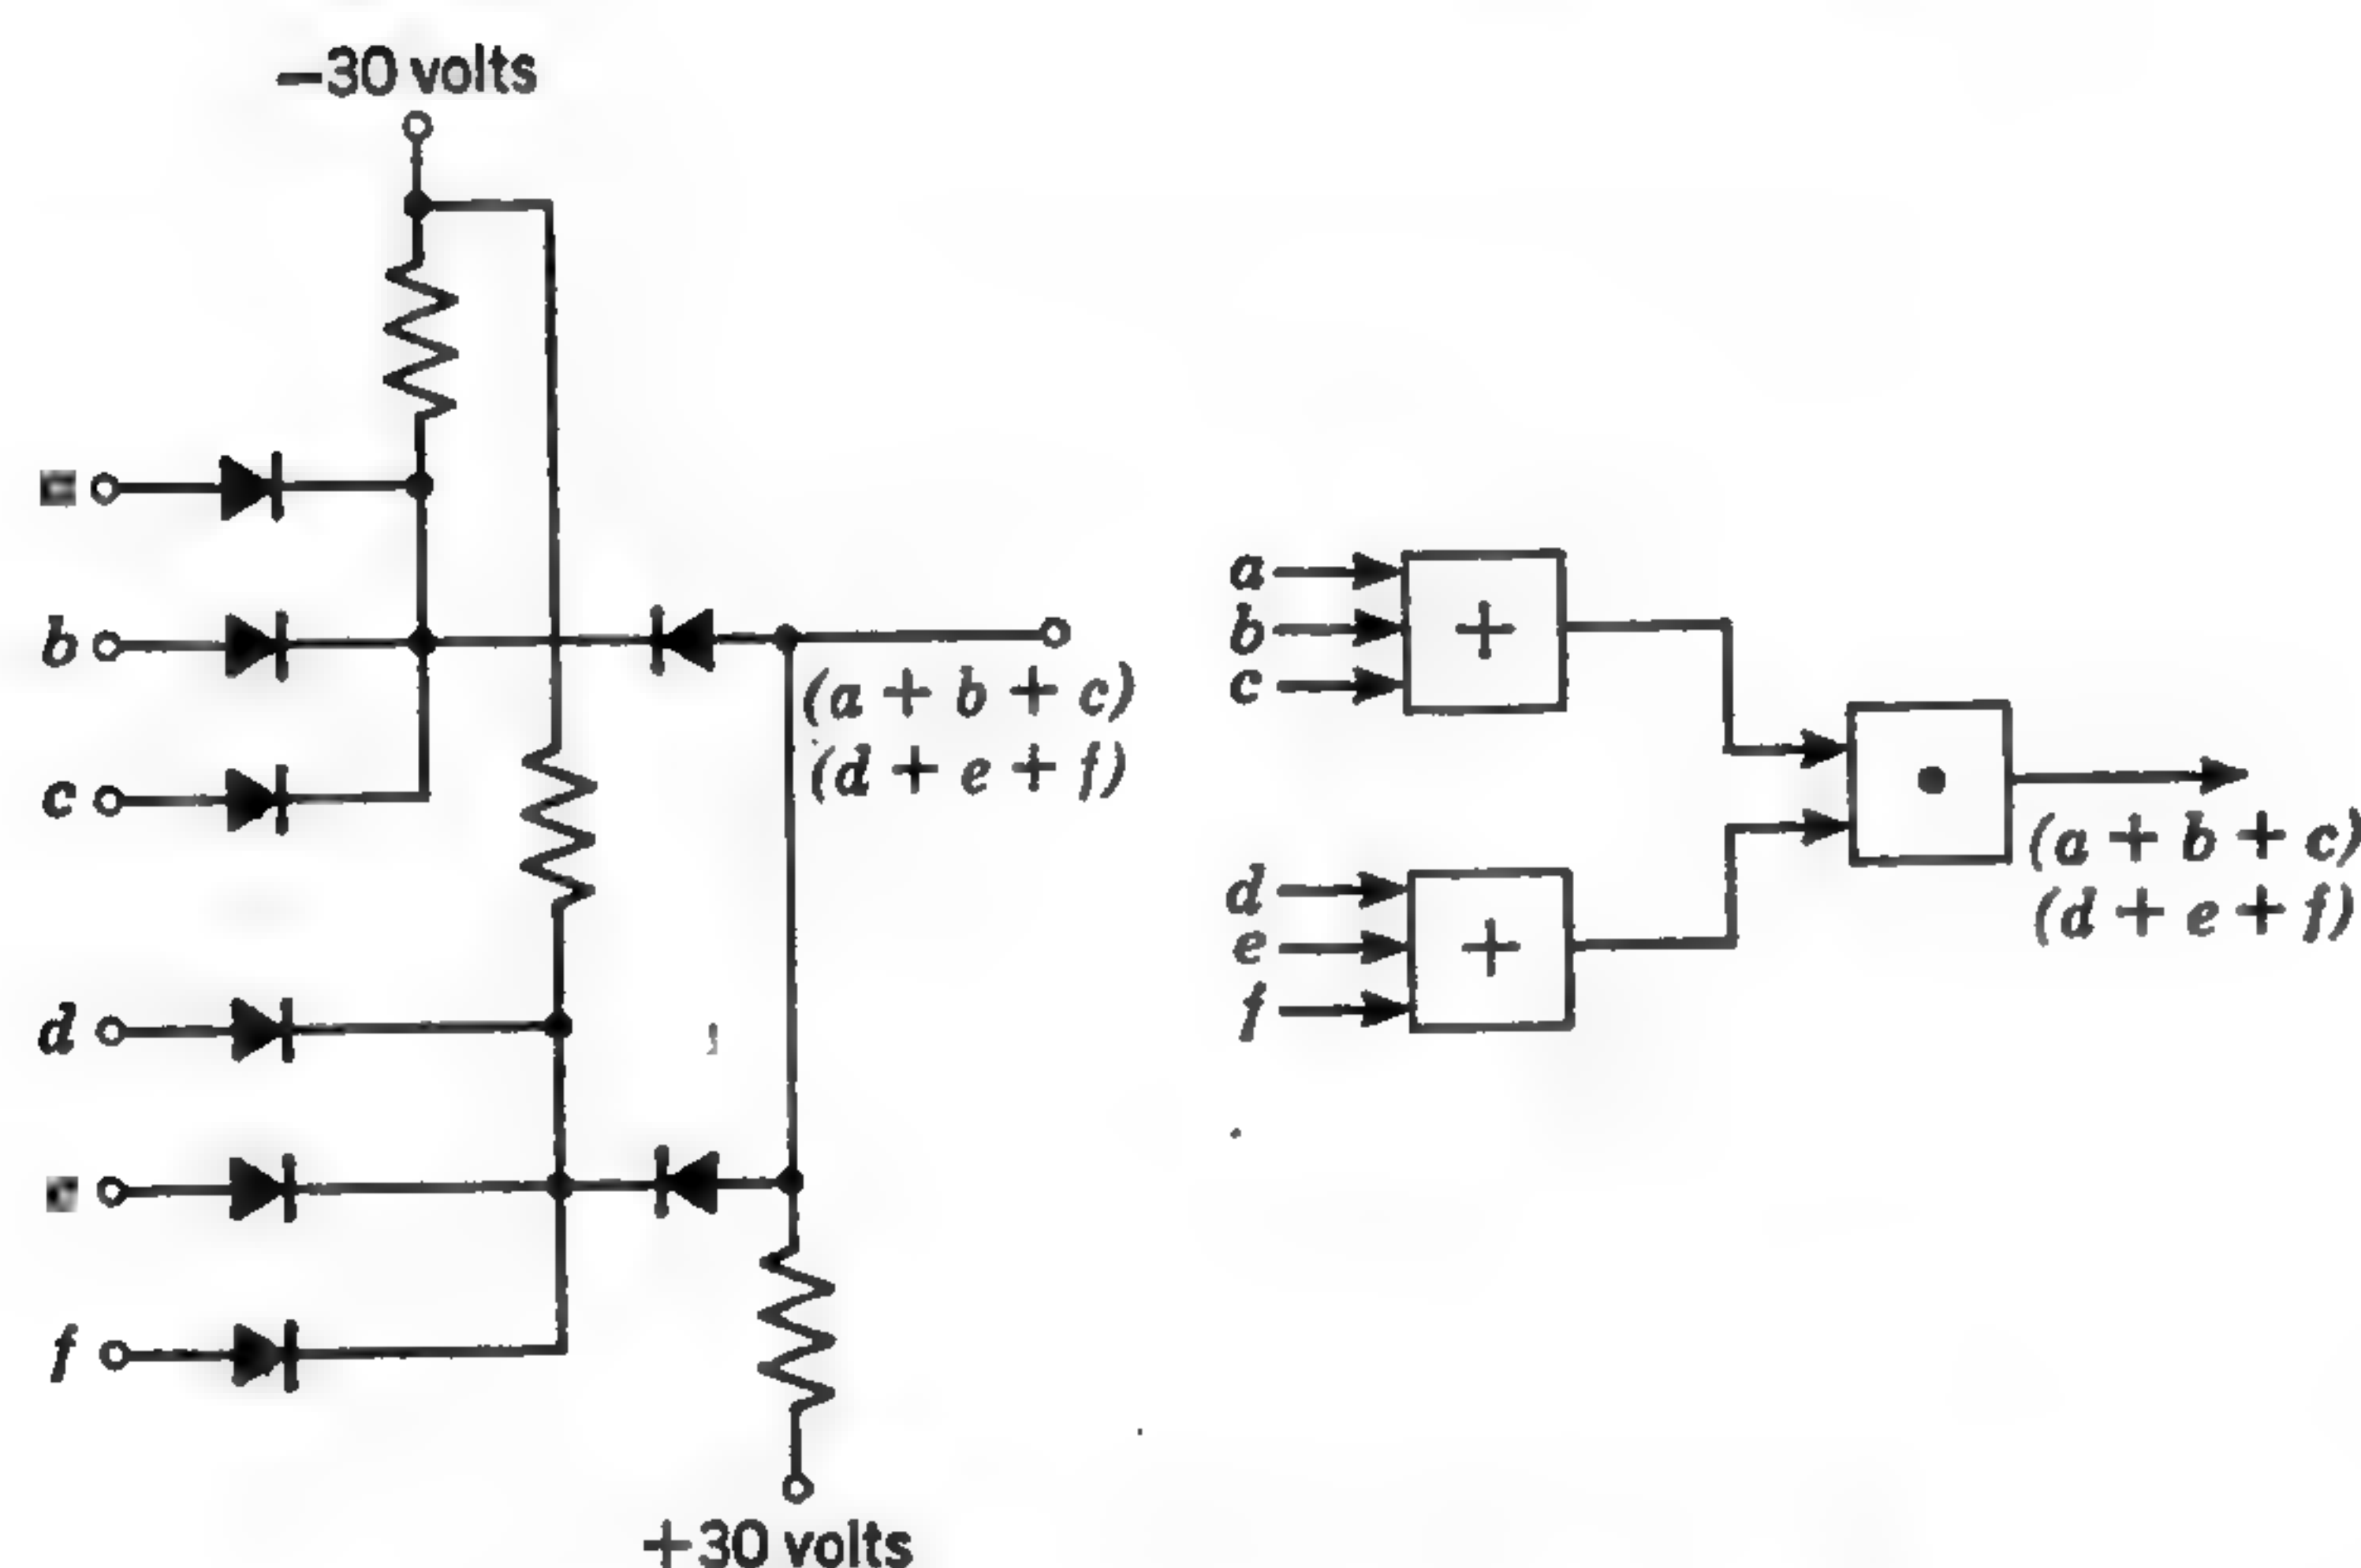 −30 volts
b
c
d
f
(a + b + c)
(d + e + f)
+30 volts
a
b
c
+
d
e
f
+
•
(a + b + c)
(d + e + f)